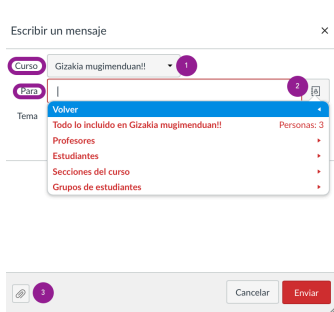 Escribir un mensaje ×
Curso Gizakia mugimenduan!! 1
Para 2
Volver
Tema
Todo lo incluido en Gizakia mugimenduan!! Personas: 3
Profesores
Estudiantes
Secciones del curso
Grupos de estudiantes
3 Cancelar Enviar